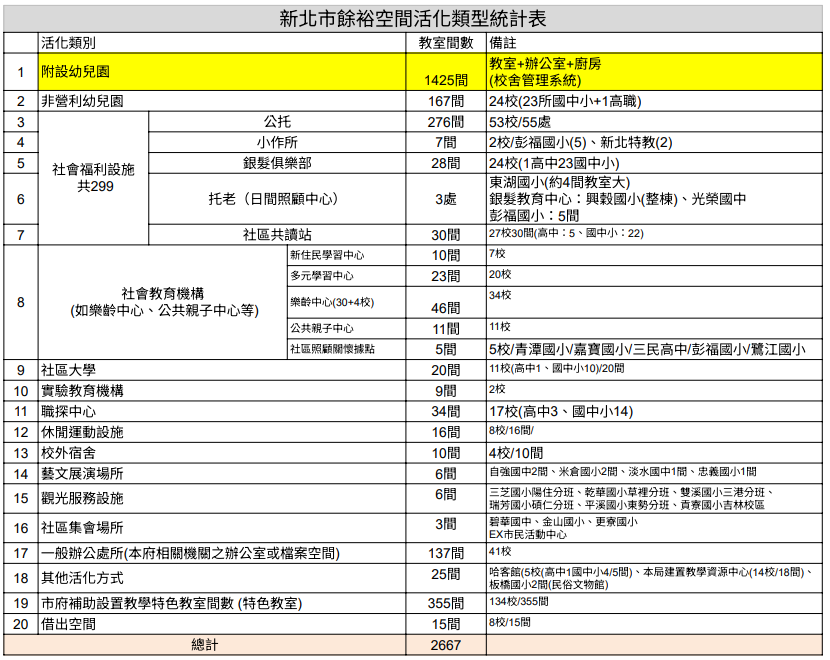 新北市餘裕空間活化類型統計表
活化類別 教室間數 備註
1 附設幼兒園 1425間 教室+辦公室+廚房
(校舍管理系統)
2 非營利幼兒園 167間 24校(23所國中小+1高職)
社會福利設施
共299
3 公托 276間 53校/55處
4 小作所 7間 2校/彭福國小(5)、新北特教(2)
5 銀髮俱樂部 28間 24校(1高中23國中小)
6 托老（日間照顧中心） 3處 東湖國小(約4間教室大)
銀髮教育中心：興穀國小(整棟)、光榮國中
彭福國小：5間
7 社區共讀站 30間 27校30間(高中：5、國中小：22)
8 社會教育機構
(如樂齡中心、公共親子中心等)
新住民學習中心 10間 7校
多元學習中心 23間 20校
樂齡中心(30+4校) 46間 34校
公共親子中心 11間 11校
社區照顧關懷據點 5間 5校/青潭國小/嘉寶國小/三民高中/彭福國小/鷺江國小
9 社區大學 20間 11校(高中1、國中小10)/20間
10 實驗教育機構 9間 2校
11 職探中心 34間 17校(高中3、國中小14)
12 休閒運動設施 16間 8校/16間/
13 校外宿舍 10間 4校/10間
14 藝文展演場所 6間 自強國中2間、米倉國小2間、淡水國中1間、忠義國小1間
15 觀光服務設施 6間 三芝國小陽住分班、乾華國小草裡分班、雙溪國小三港分班、
瑞芳國小碩仁分班、平溪國小東勢分班、貢寮國小吉林校區
16 社區集會場所 3間 碧華國中、金山國小、更寮國小
EX市民活動中心
17 一般辦公處所(本府相關機關之辦公室或檔案空間) 137間 41校
18 其他活化方式 25間 哈客館(5校(高中1國中小4/5間)、本局建置教學資源中心(14校/18間)、
板橋國小2間(民俗文物館)
19 市府補助設置教學特色教室間數 (特色教室) 355間 134校/355間
20 借出空間 15間 8校/15間
總計 2667